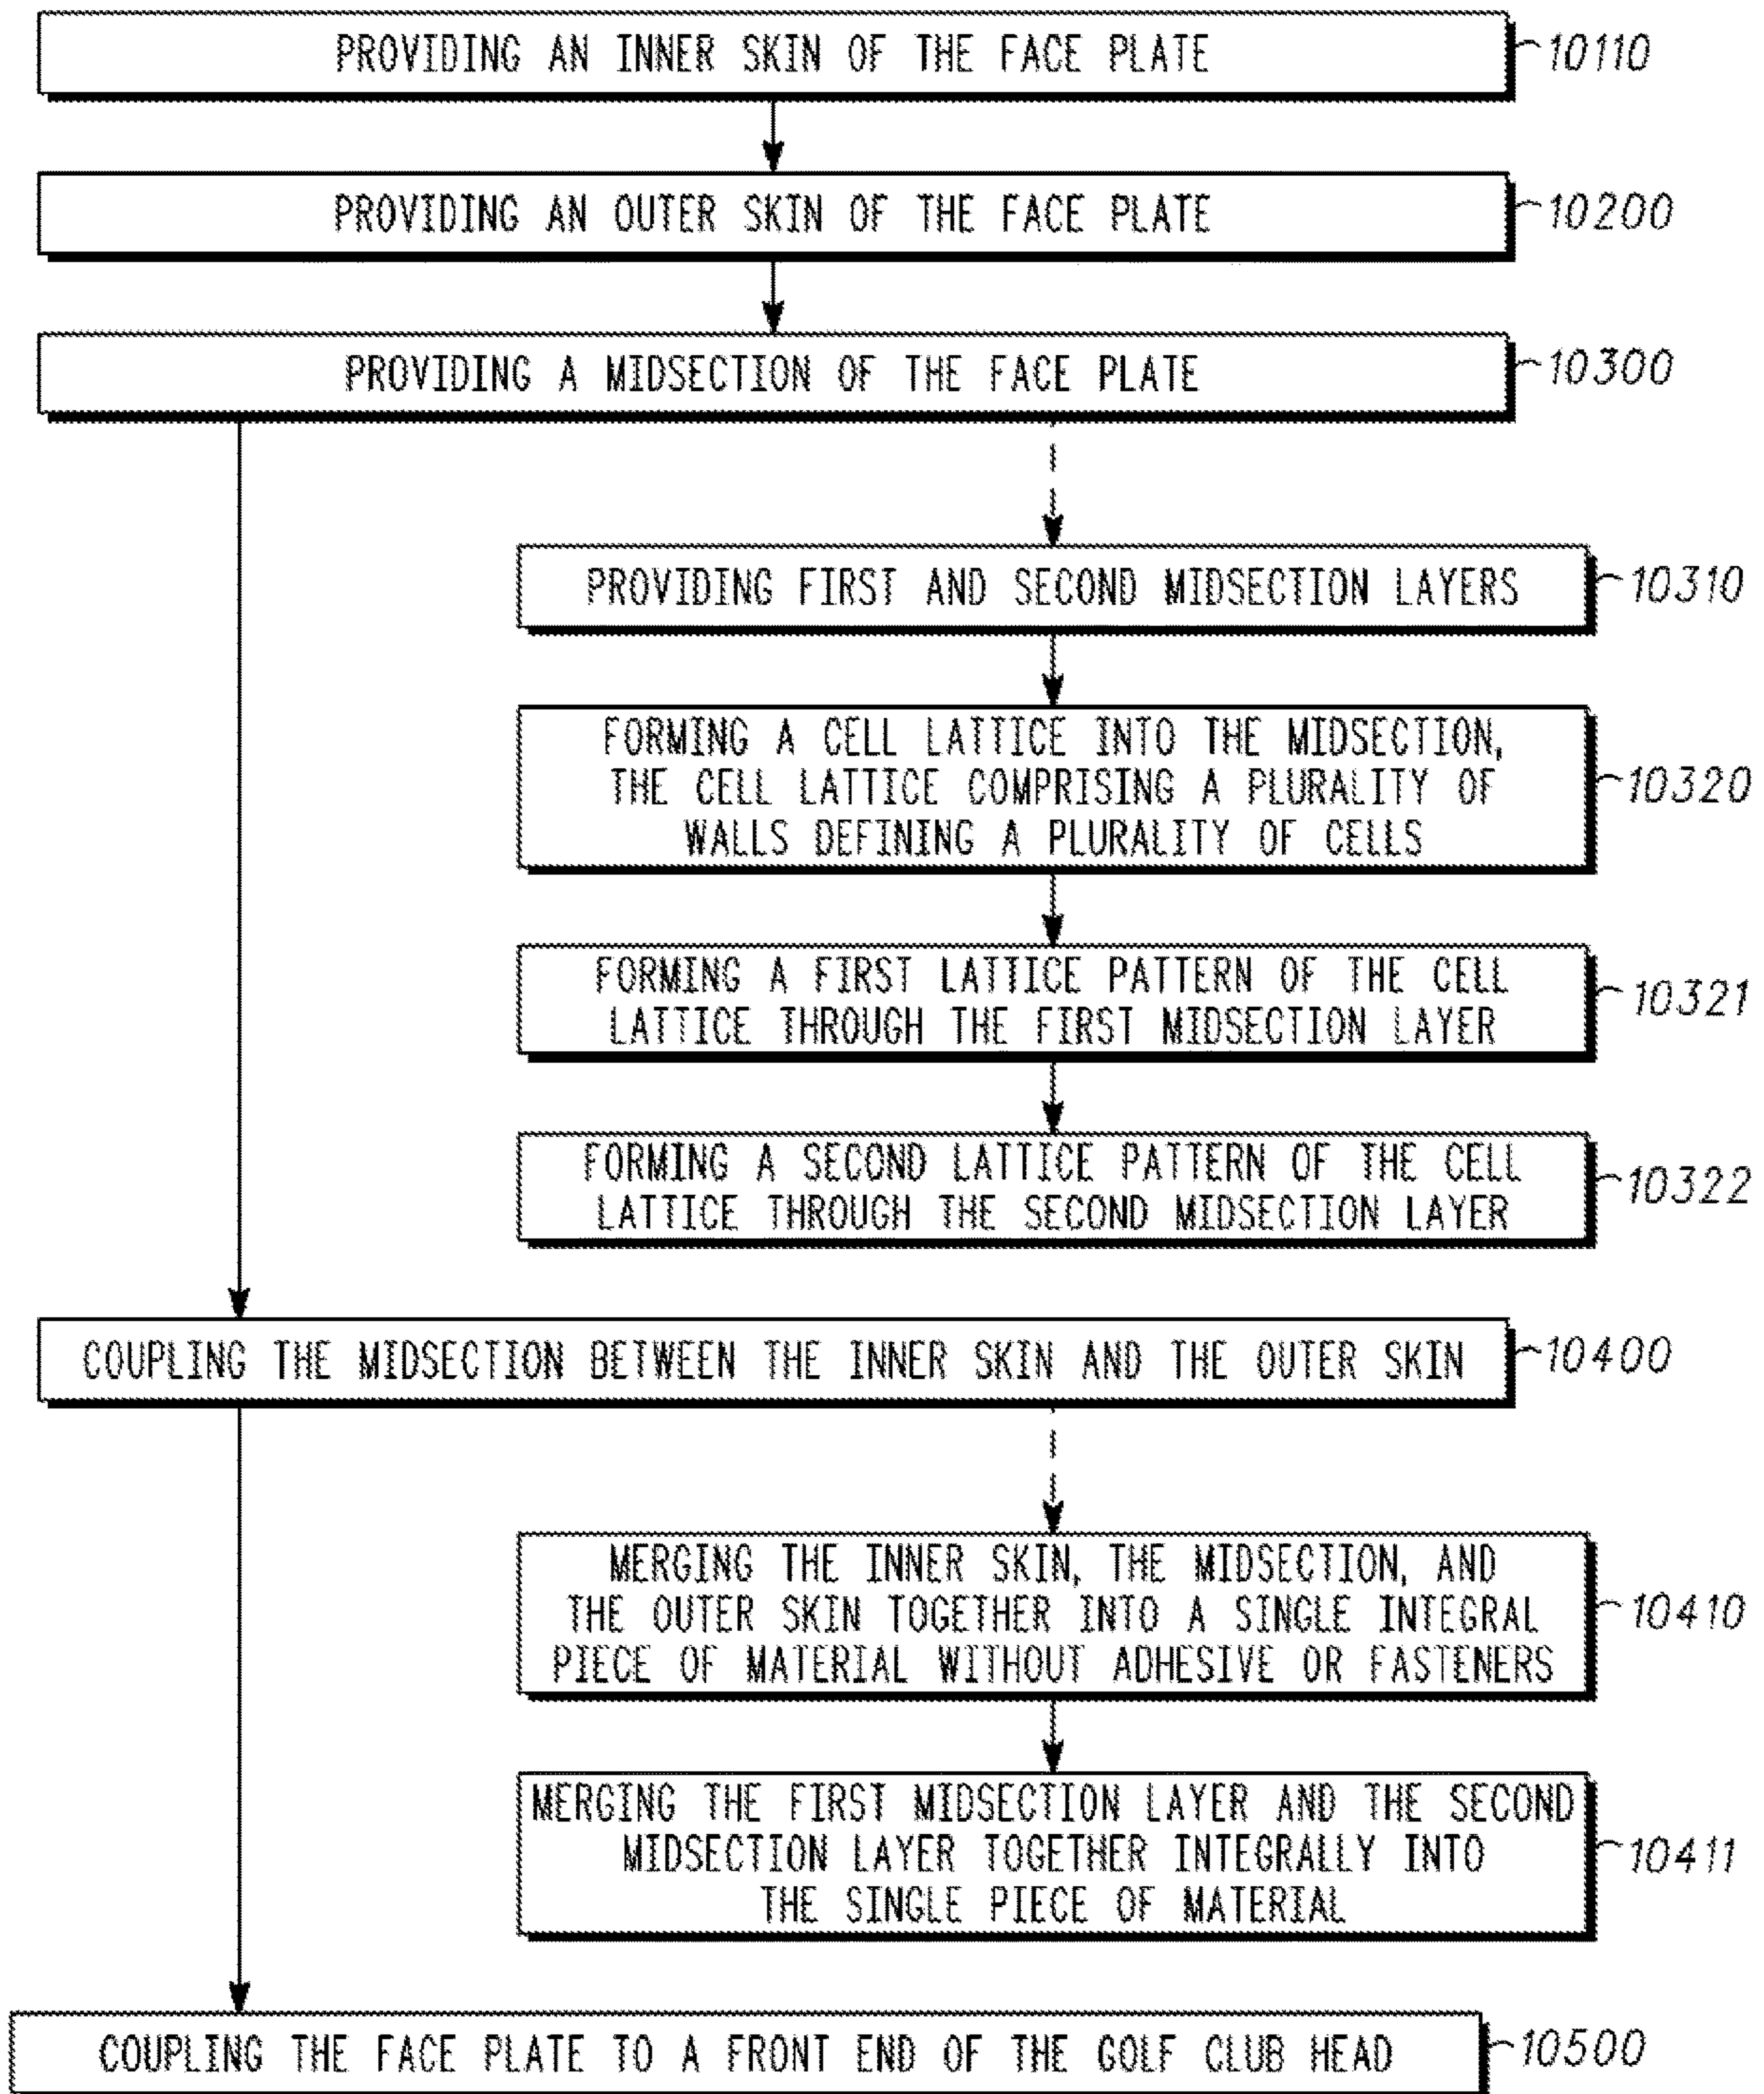 PROVIDING AN INNER SKIN OF THE FACE PLATE
10110
PROVIDING AN OUTER SKIN OF THE FACE PLATE
10200
PROVIDING A MIDSECTION OF THE FACE PLATE
10300
PROVIDING FIRST AND SECOND MIDSECTION LAYERS
10310
FORMING A CELL LATTICE INTO THE MIDSECTION,
THE CELL LATTICE COMPRISING A PLURALITY OF
WALLS DEFINING A PLURALITY OF CELLS
10320
FORMING A FIRST LATTICE PATTERN OF THE CELL
LATTICE THROUGH THE FIRST MIDSECTION LAYER
10321
FORMING A SECOND LATTICE PATTERN OF THE CELL
LATTICE THROUGH THE SECOND MIDSECTION LAYER
10322
COUPLING THE MIDSECTION BETWEEN THE INNER SKIN AND THE OUTER SKIN
10400
MERGING THE INNER SKIN, THE MIDSECTION, AND
THE OUTER SKIN TOGETHER INTO A SINGLE INTEGRAL
PIECE OF MATERIAL WITHOUT ADHESIVE OR FASTENERS
10410
MERGING THE FIRST MIDSECTION LAYER AND THE SECOND
MIDSECTION LAYER TOGETHER INTEGRALLY INTO
THE SINGLE PIECE OF MATERIAL
10411
COUPLING THE FACE PLATE TO A FRONT END OF THE GOLF CLUB HEAD
10500